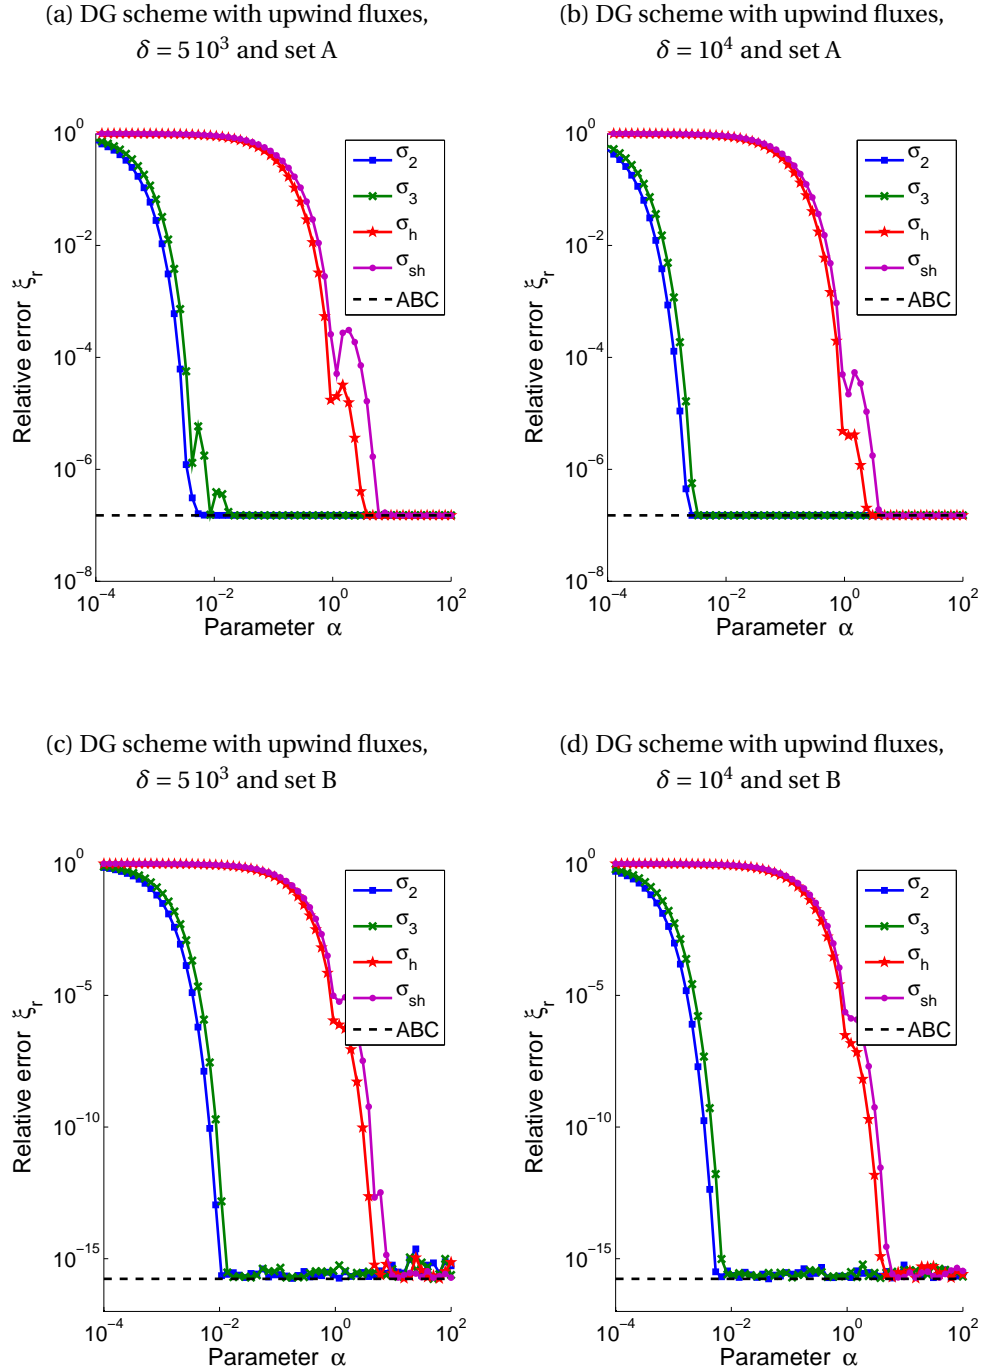 (a) DG scheme with upwind fluxes,
δ = 5 10³ and set A
10⁰
10⁻²
10⁻⁴
10⁻⁶
10⁻⁸
Relative error ξᵣ
σ₂
σ₃
σₕ
σₛₕ
ABC
10⁻⁴
10⁻²
10⁰
10²
Parameter α
(b) DG scheme with upwind fluxes,
δ = 10⁴ and set A
10⁰
10⁻²
10⁻⁴
10⁻⁶
10⁻⁸
Relative error ξᵣ
σ₂
σ₃
σₕ
σₛₕ
ABC
10⁻⁴
10⁻²
10⁰
10²
Parameter α
(c) DG scheme with upwind fluxes,
δ = 5 10³ and set B
10⁰
10⁻⁵
10⁻¹⁰
10⁻¹⁵
Relative error ξᵣ
σ₂
σ₃
σₕ
σₛₕ
ABC
10⁻⁴
10⁻²
10⁰
10²
Parameter α
(d) DG scheme with upwind fluxes,
δ = 10⁴ and set B
10⁰
10⁻⁵
10⁻¹⁰
10⁻¹⁵
Relative error ξᵣ
σ₂
σ₃
σₕ
σₛₕ
ABC
10⁻⁴
10⁻²
10⁰
10²
Parameter α